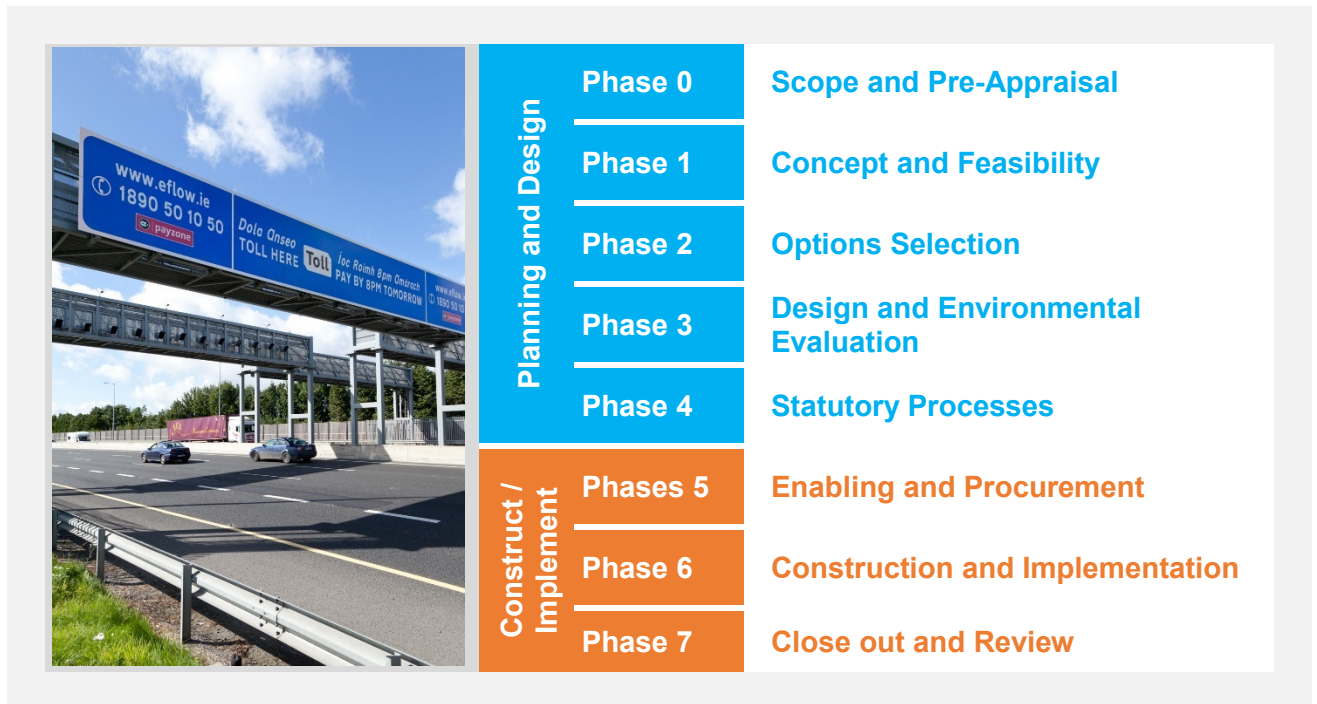 www.eflow.ie
1890 50 10 50
payzone
Dola Anseo
TOLL HERE
Toll
íoc Roimh 8pm Amarach
PAY BY 8PM TOMORROW
www.eflow.ie
1890 50 10
Planning and Design
Phase 0
Scope and Pre-Appraisal
Phase 1
Concept and Feasibility
Phase 2
Options Selection
Phase 3
Design and Environmental
Evaluation
Phase 4
Statutory Processes
Construct /
Implement
Phases 5
Enabling and Procurement
Phase 6
Construction and Implementation
Phase 7
Close out and Review